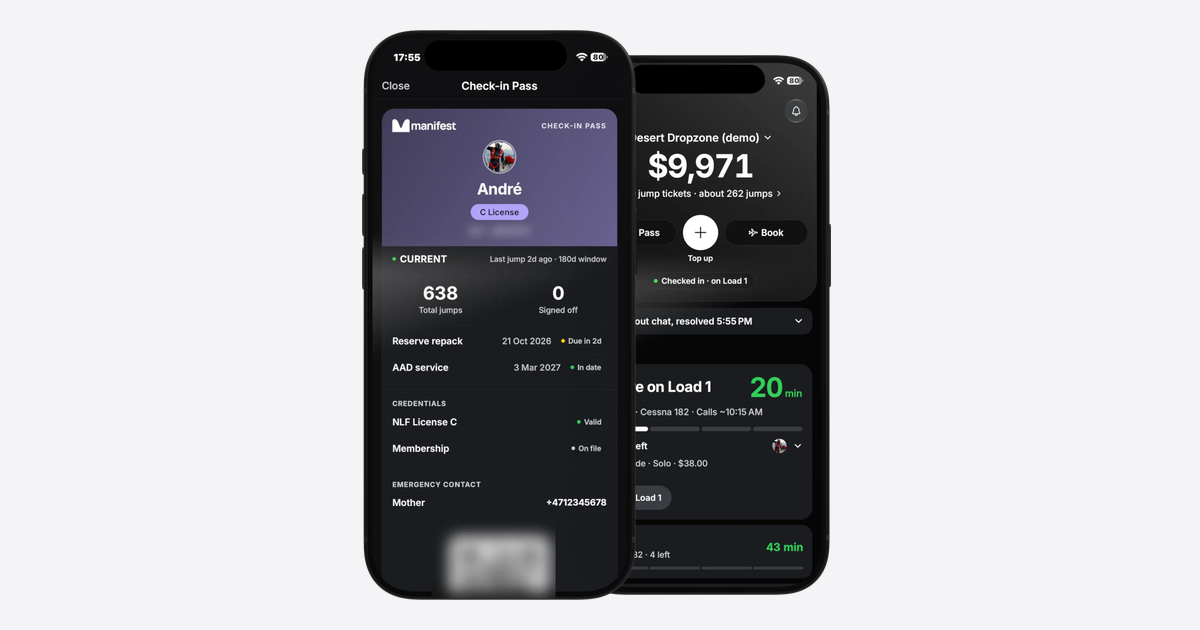 17:55
80
Close
Check-in Pass
manifest
CHECK-IN PASS
André
C License
CURRENT
Last jump 2d ago · 180d window
638
0
Total jumps
Signed off
Reserve repack
21 Oct 2026
Due in 2d
AAD service
3 Mar 2027
In date
CREDENTIALS
NLF License C
Valid
Membership
On file
EMERGENCY CONTACT
Mother
+4712345678
80
Desert Dropzone (demo)
$9,971
jump tickets · about 262 jumps
Pass
Book
Top up
Checked in · on Load 1
out chat, resolved 5:55 PM
e on Load 1
20 min
· Cessna 182 · Calls ~10:15 AM
eft
de · Solo · $38.00
Load 1
43 min
82 · 4 left